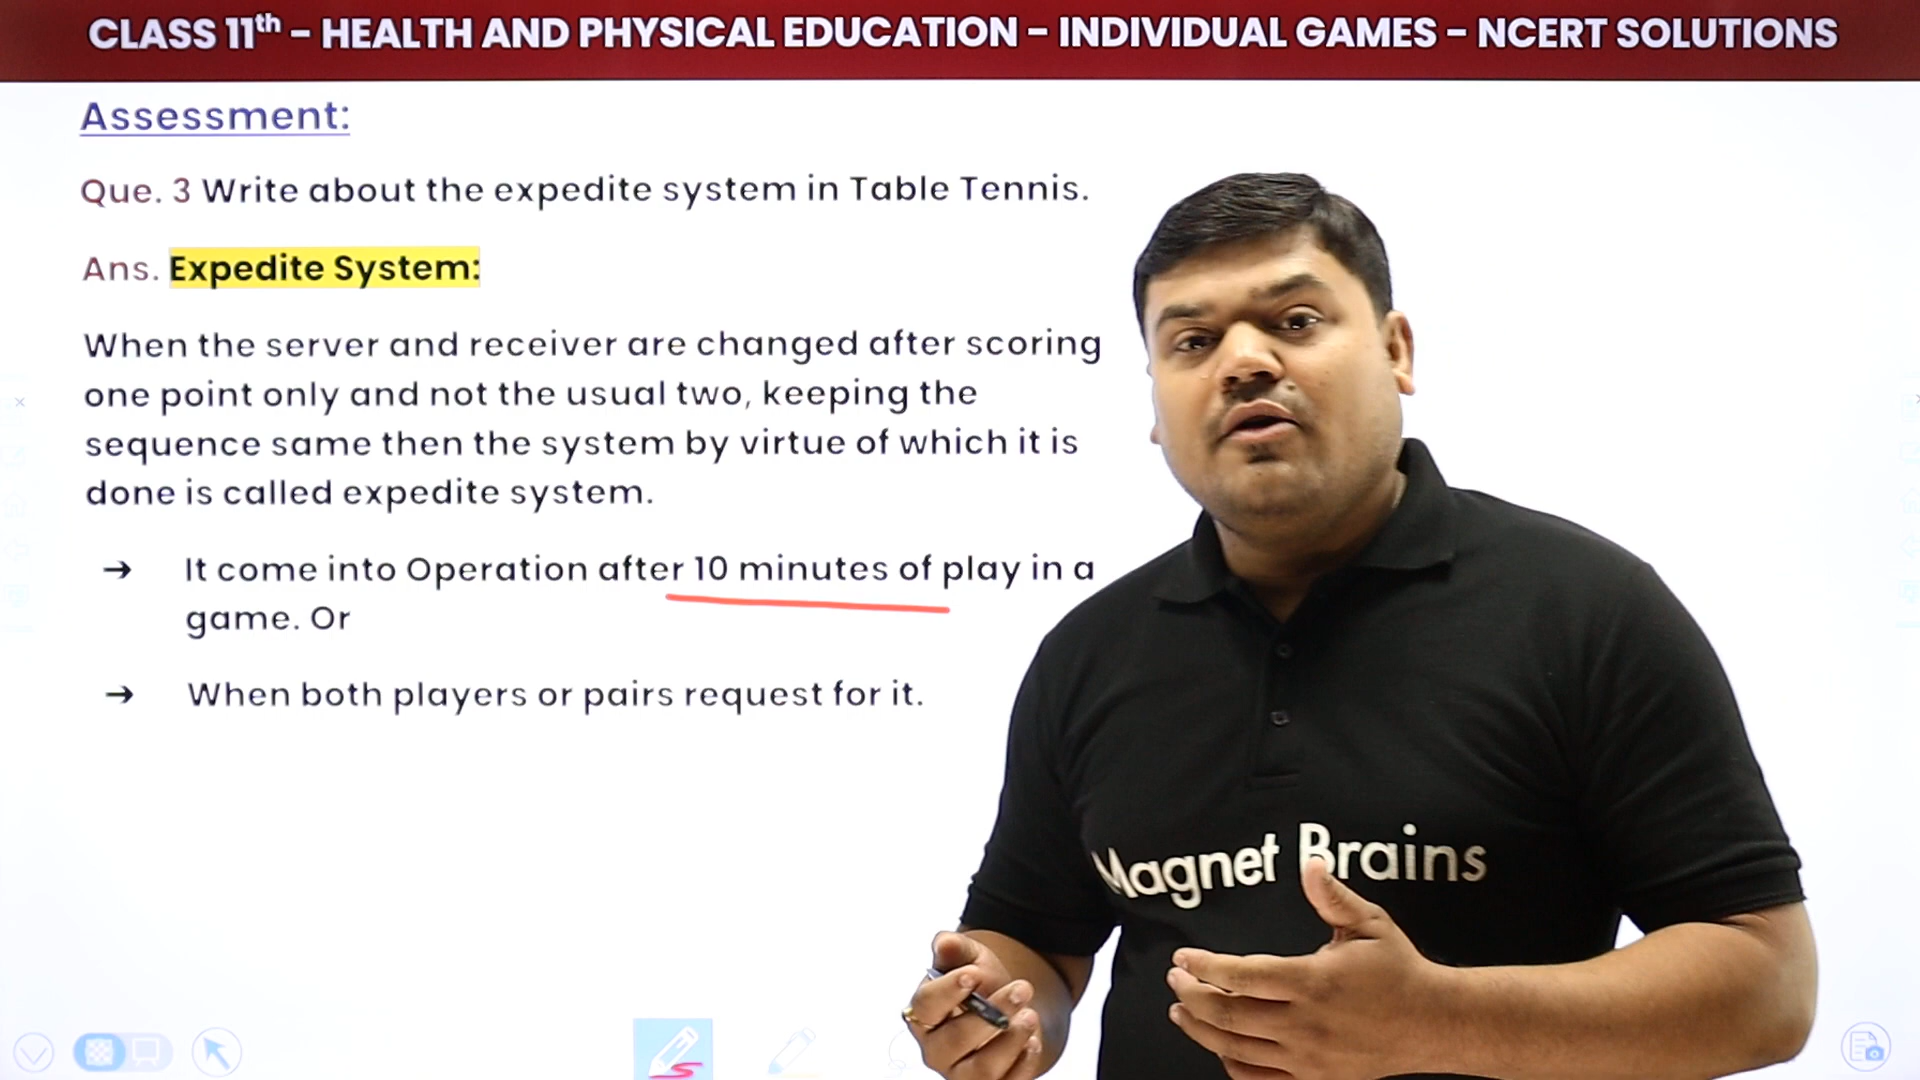 CLASS 11th – HEALTH AND PHYSICAL EDUCATION – INDIVIDUAL GAMES – NCERT SOLUTIONS
Assessment:
Que. 3 Write about the expedite system in Table Tennis.
Ans. Expedite System:
When the server and receiver are changed after scoring
one point only and not the usual two, keeping the
sequence same then the system by virtue of which it is
done is called expedite system.
→ It come into Operation after 10 minutes of play in a
game. Or
→ When both players or pairs request for it.
Magnet Brains